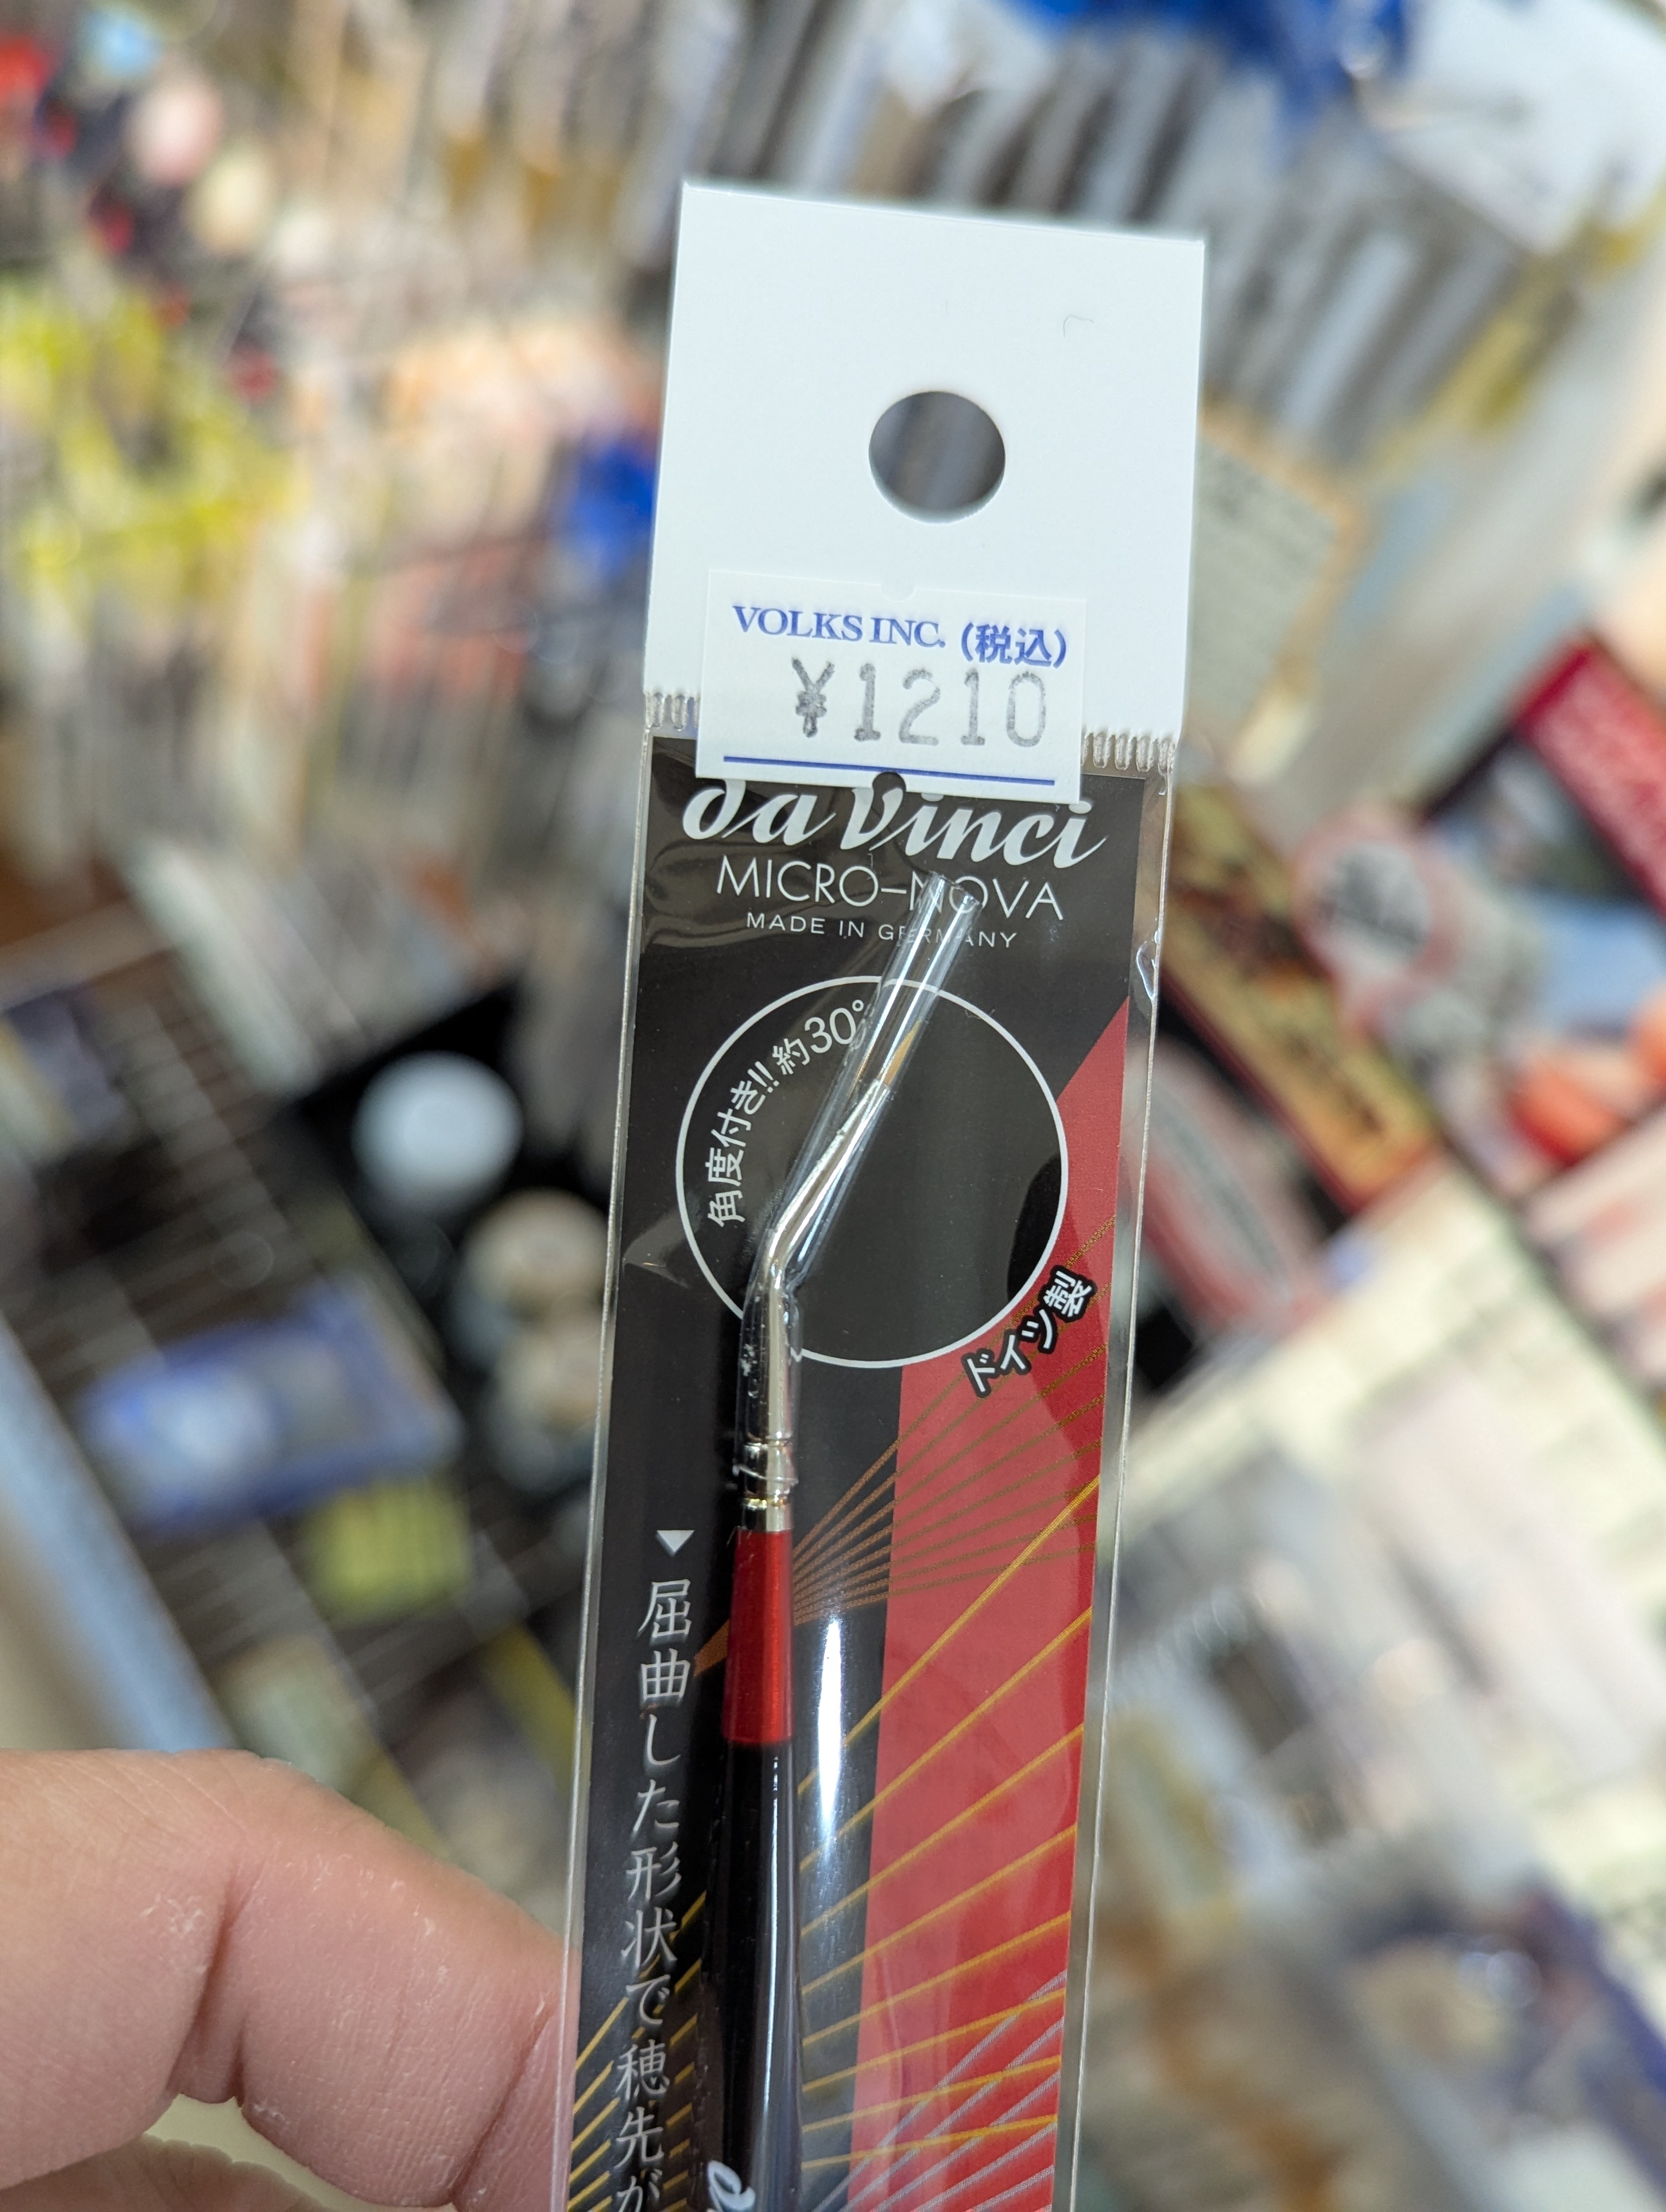 VOLKS INC. (税込)
¥1210
da Vinci
MICRO-NOVA
MADE IN GERMANY
角度付き!!約30°
ドイツ製
▼屈曲した形状で穂先が